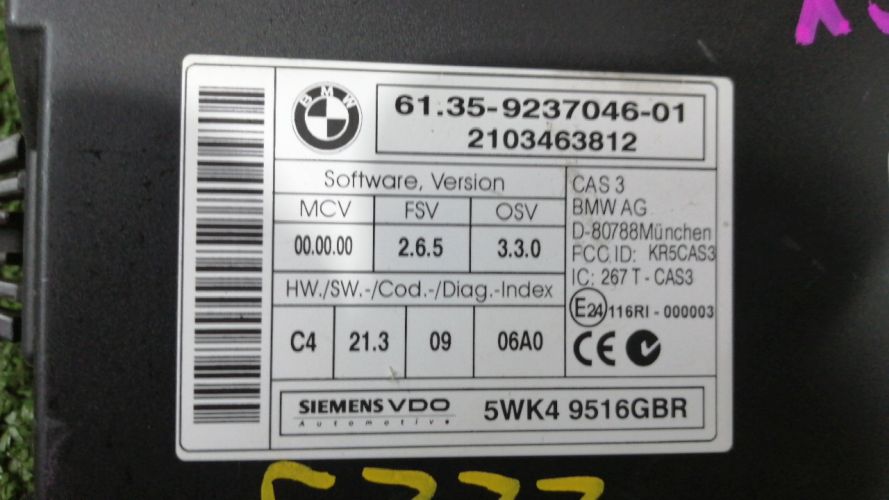 BMW
61.35-9237046-01
2103463812
Software, Version
MCV FSV OSV
00.00.00 2.6.5 3.3.0
HW./SW.-/Cod.-/Diag.-Index
C4 21.3 09 06A0
CAS 3
BMW AG
D-80788München
FCC ID: KR5CAS3
IC: 267 T - CAS3
E24 116RI - 000003
CE
SIEMENS VDO
Automotive
5WK4 9516GBR